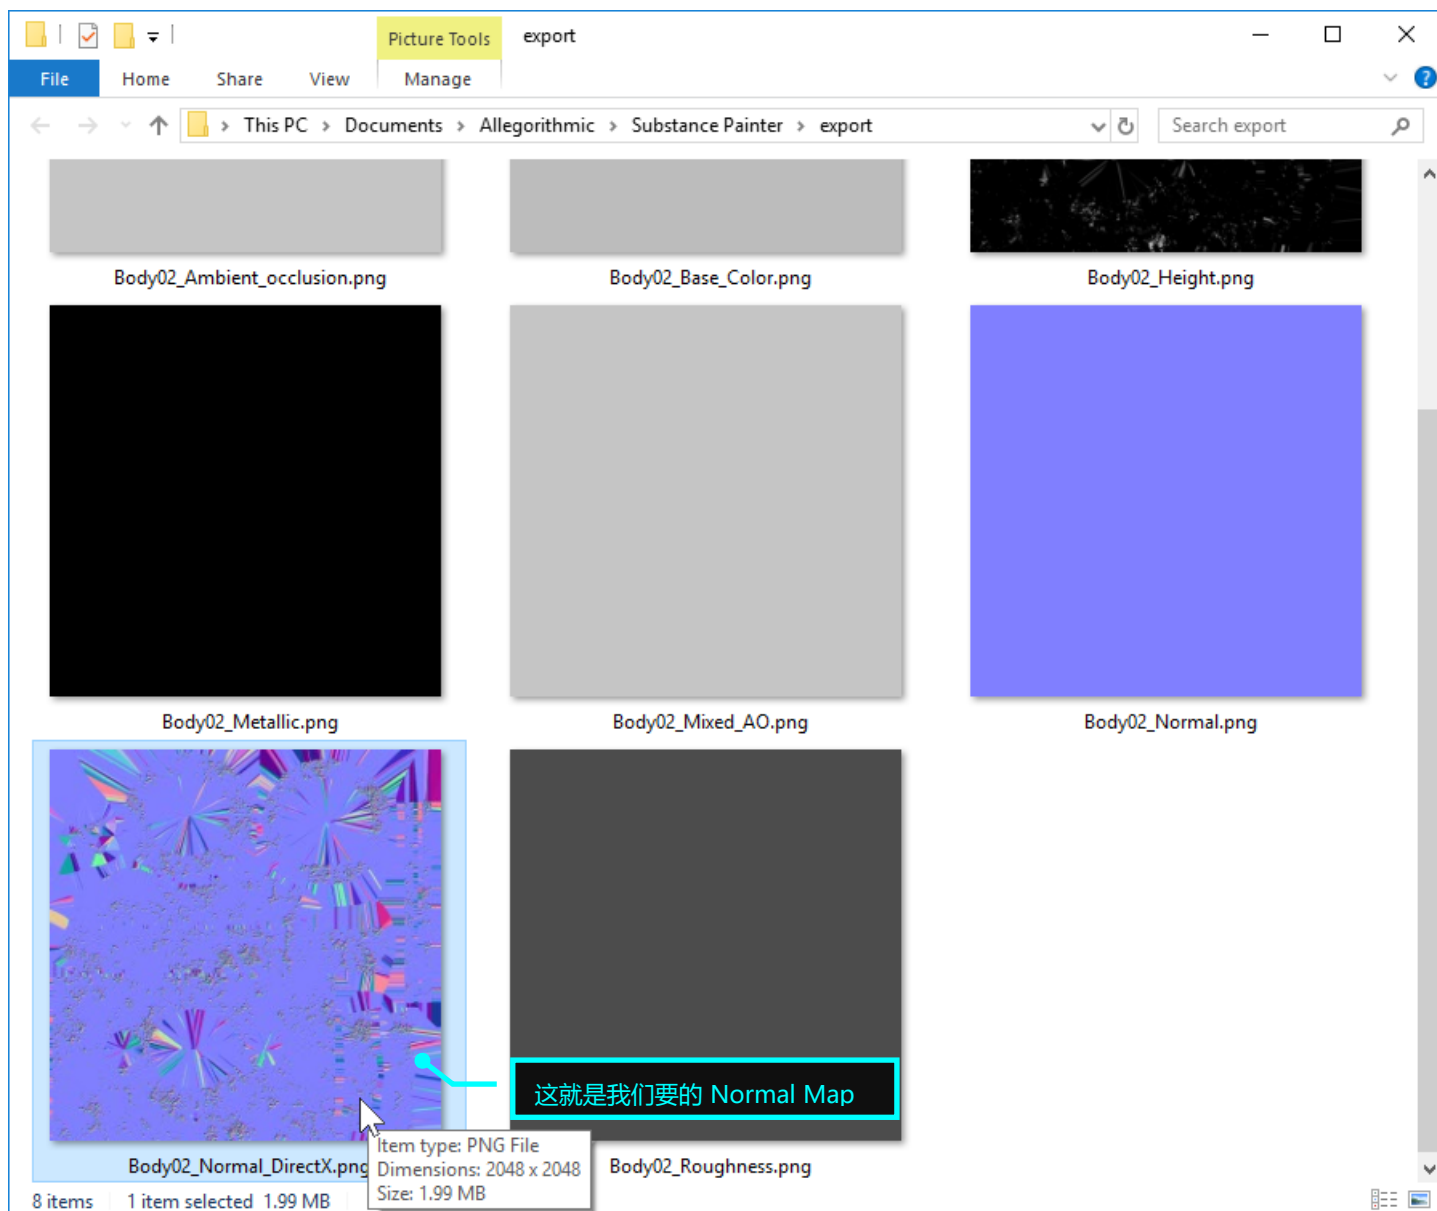 Picture Tools
export
File
Home
Share
View
Manage
?
This PC > Documents > Allegorithmic > Substance Painter > export
Search export
Body02_Ambient_occlusion.png
Body02_Base_Color.png
Body02_Height.png
Body02_Metallic.png
Body02_Mixed_AO.png
Body02_Normal.png
这就是我们要的 Normal Map
Body02_Normal_DirectX.png
Item type: PNG File
Dimensions: 2048 x 2048
Size: 1.99 MB
Body02_Roughness.png
8 items
1 item selected 1.99 MB